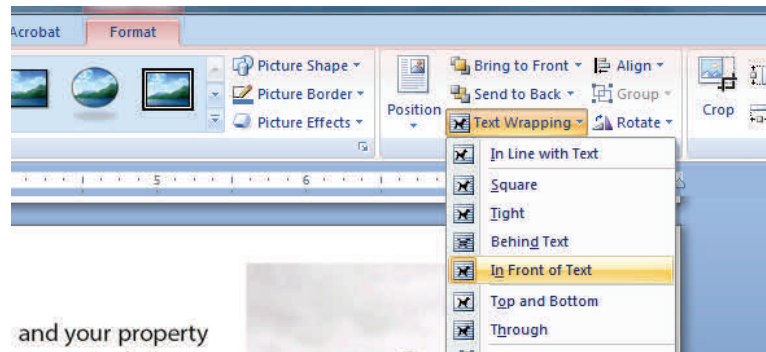 Acrobat Format
Picture Shape Bring to Front Align
Picture Border Position Send to Back Group Crop
Picture Effects Text Wrapping Rotate
In Line with Text
5 6
Square
Tight
Behind Text
In Front of Text
Top and Bottom
and your property Through